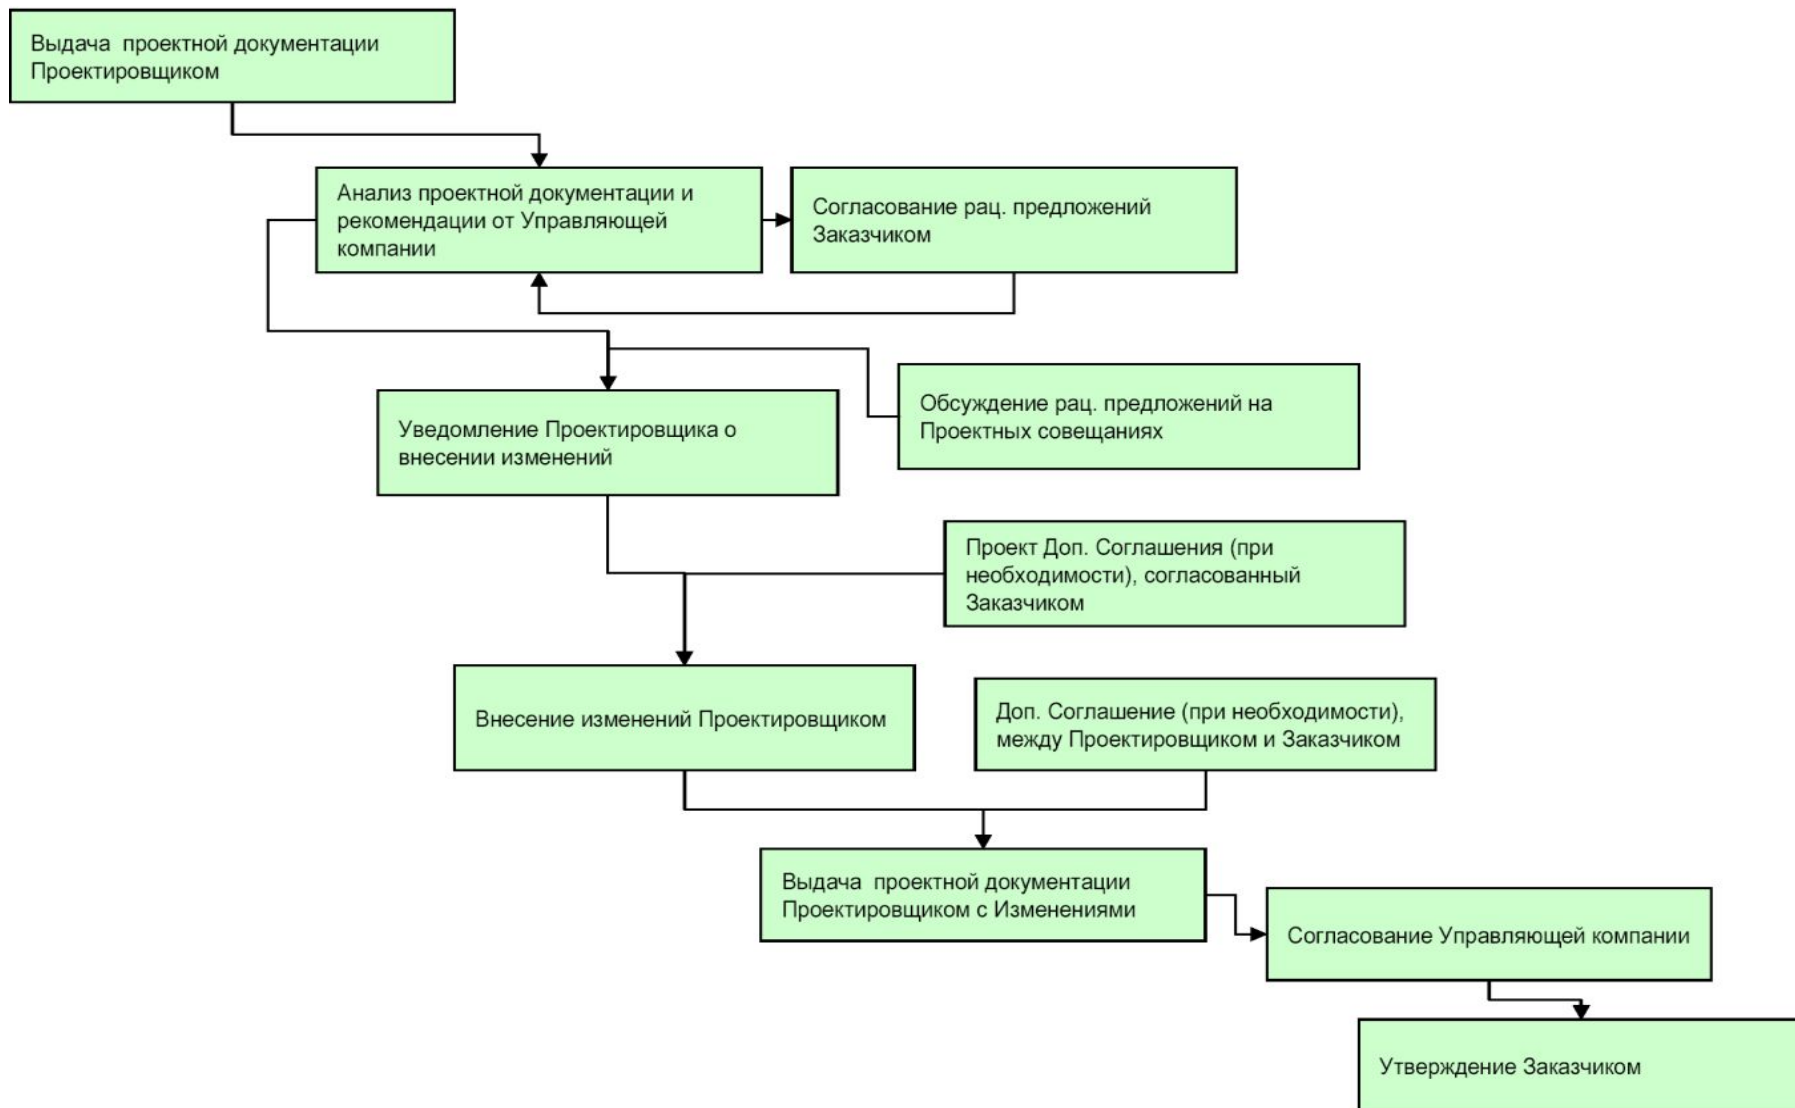 Выдача  проектной документации
Проектировщиком
Анализ проектной документации и
рекомендации от Управляющей
компании
Согласование рац. предложений
Заказчиком
Обсуждение рац. предложений на
Проектных совещаниях
Уведомление Проектировщика о
внесении изменений
Проект Доп. Соглашения (при
необходимости), согласованный
Заказчиком
Внесение изменений Проектировщиком
Доп. Соглашение (при необходимости),
между Проектировщиком и Заказчиком
Выдача  проектной документации
Проектировщиком с Изменениями
Согласование Управляющей компании
Утверждение Заказчиком